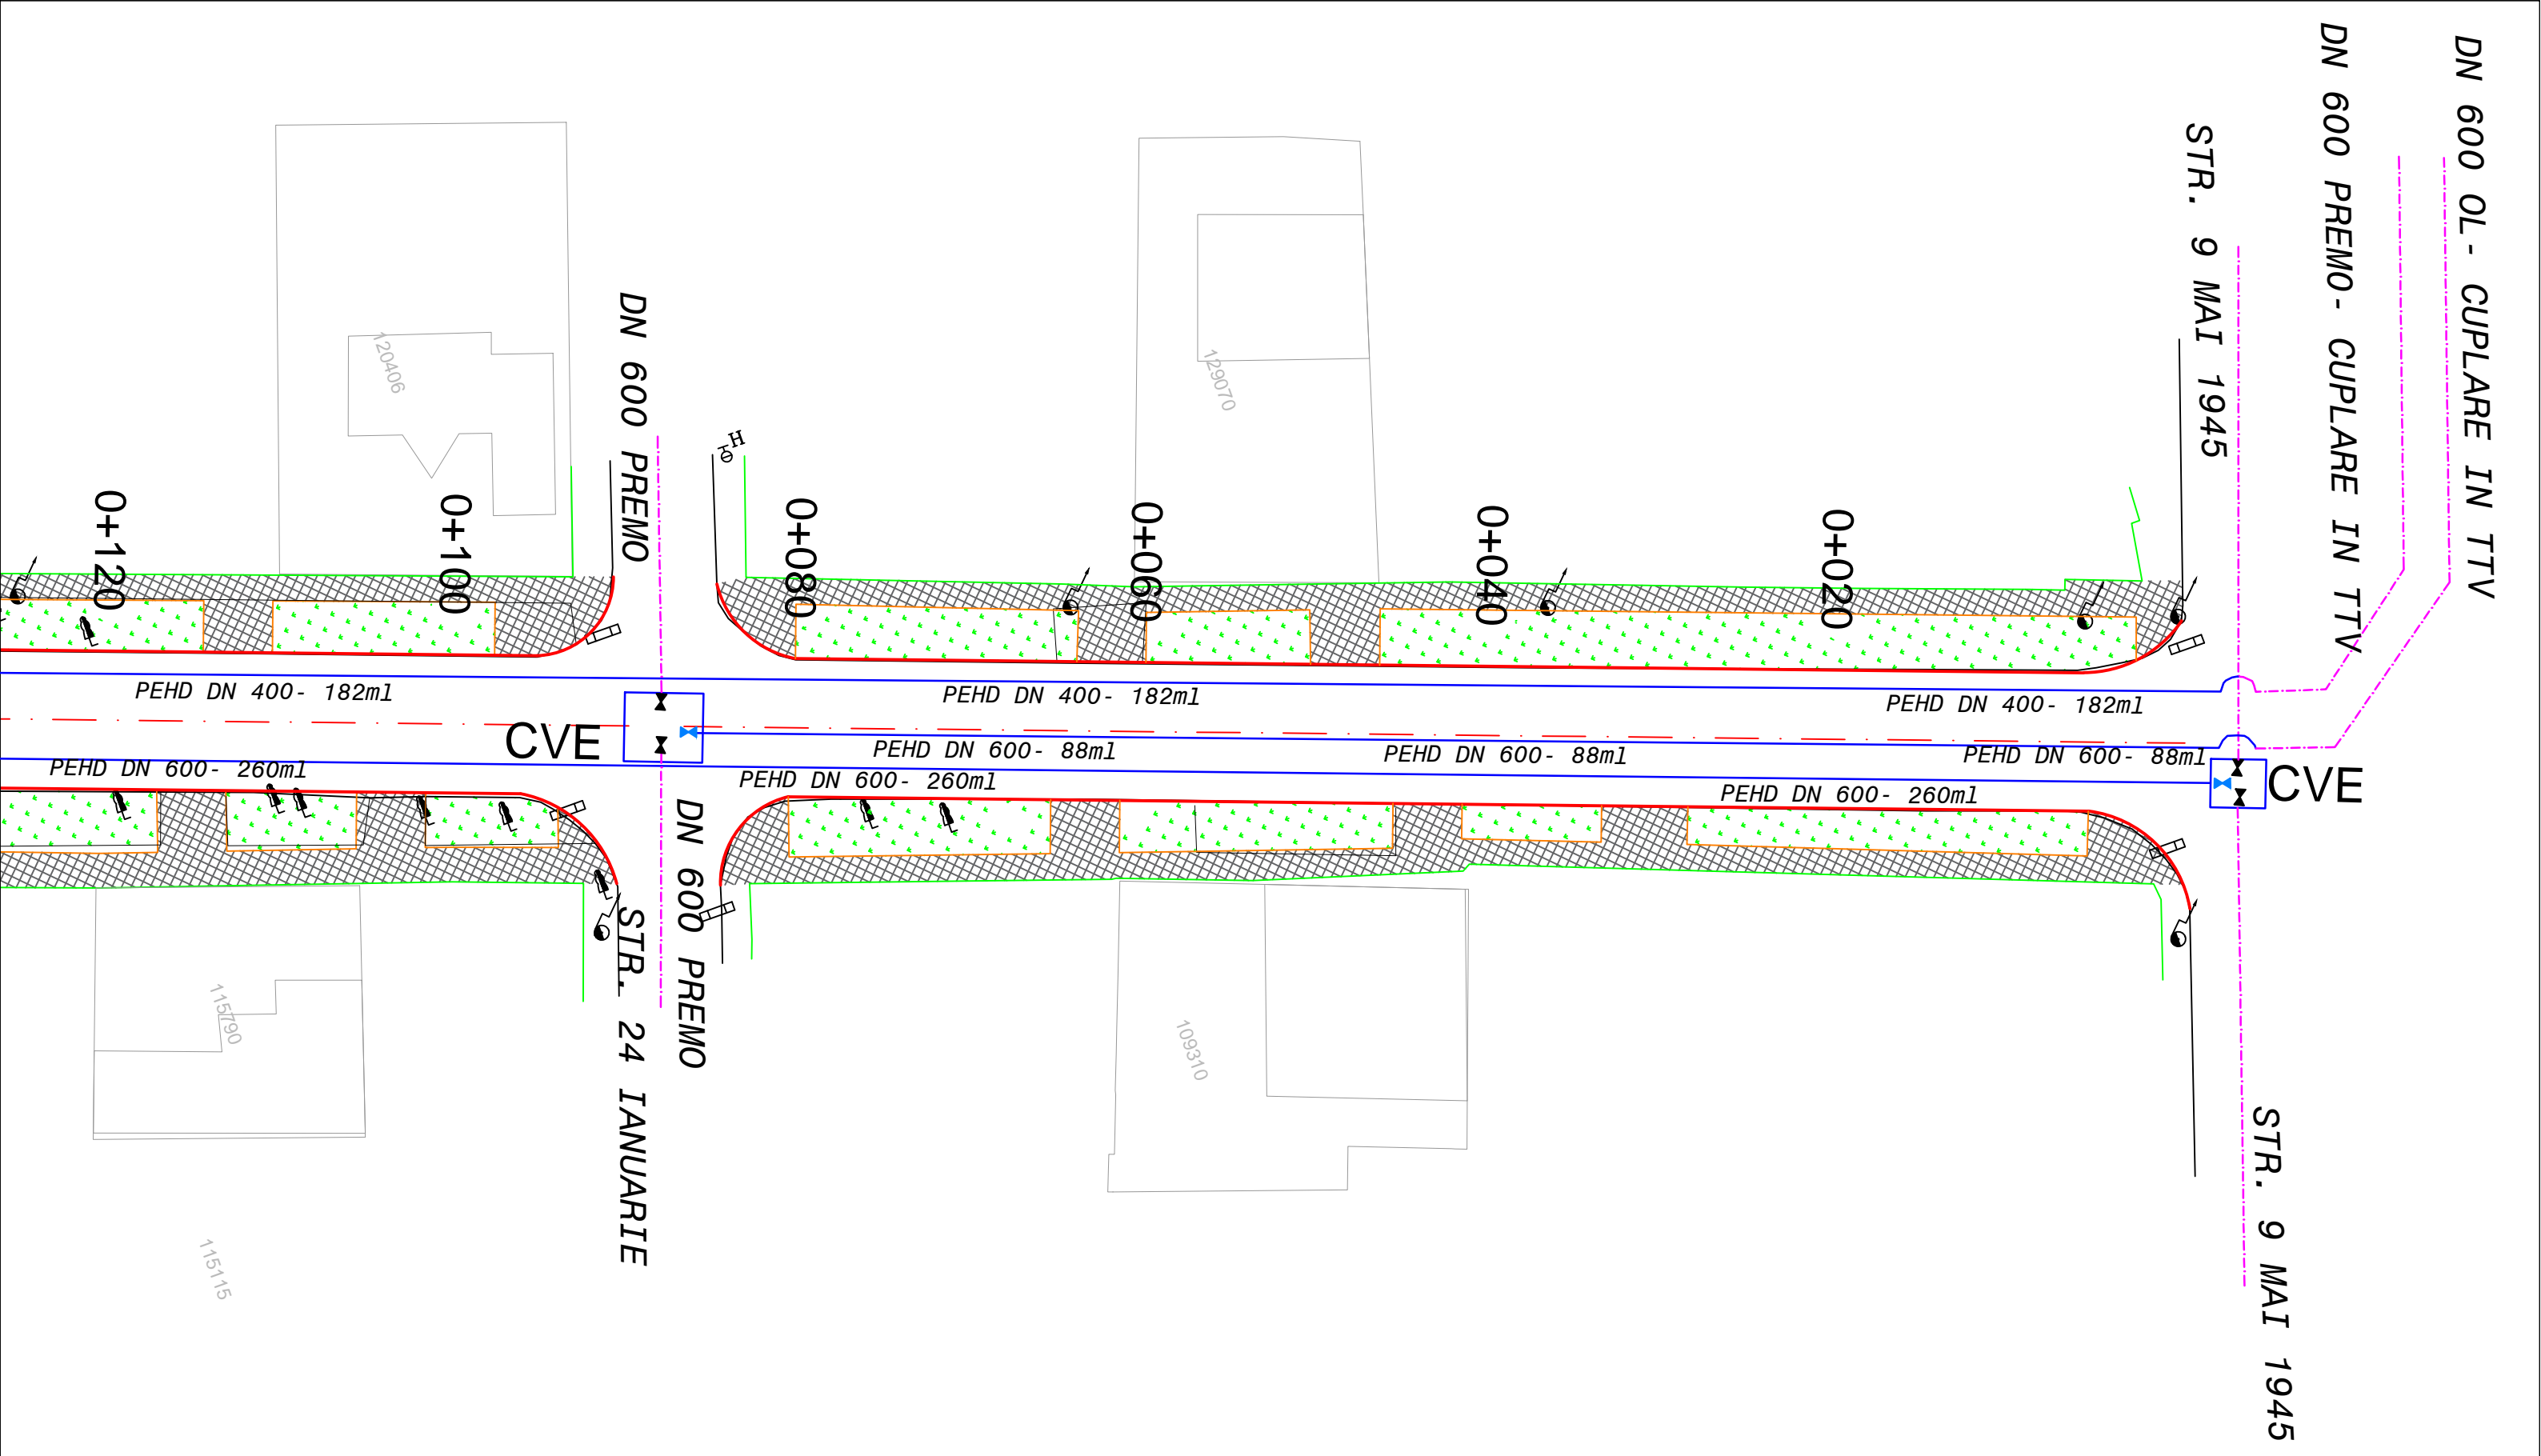 DN 600 OL- CUPLARE IN TTV
DN 600 PREMO- CUPLARE IN TTV
STR. 9 MAI 1945
DN 600 PREMO
120406
129070
H
0+120
0+100
0+080
0+060
0+040
0+020
PEHD DN 400- 182ml
PEHD DN 400- 182ml
PEHD DN 400- 182ml
CVE
PEHD DN 600- 88ml
PEHD DN 600- 88ml
PEHD DN 600- 88ml
PEHD DN 600- 260ml
PEHD DN 600- 260ml
PEHD DN 600- 260ml
CVE
DN 600 PREMO
STR. 24 IANUARIE
115790
109310
115115
STR. 9 MAI 1945